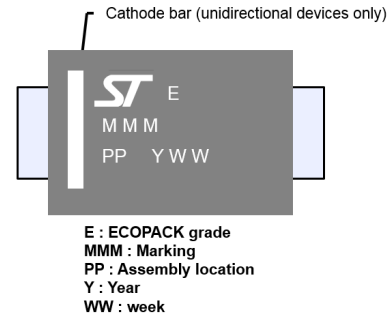 Cathode bar (unidirectional devices only)
ST E
M M M
PP Y W W
E : ECOPACK grade
MMM : Marking
PP : Assembly location
Y : Year
WW : week